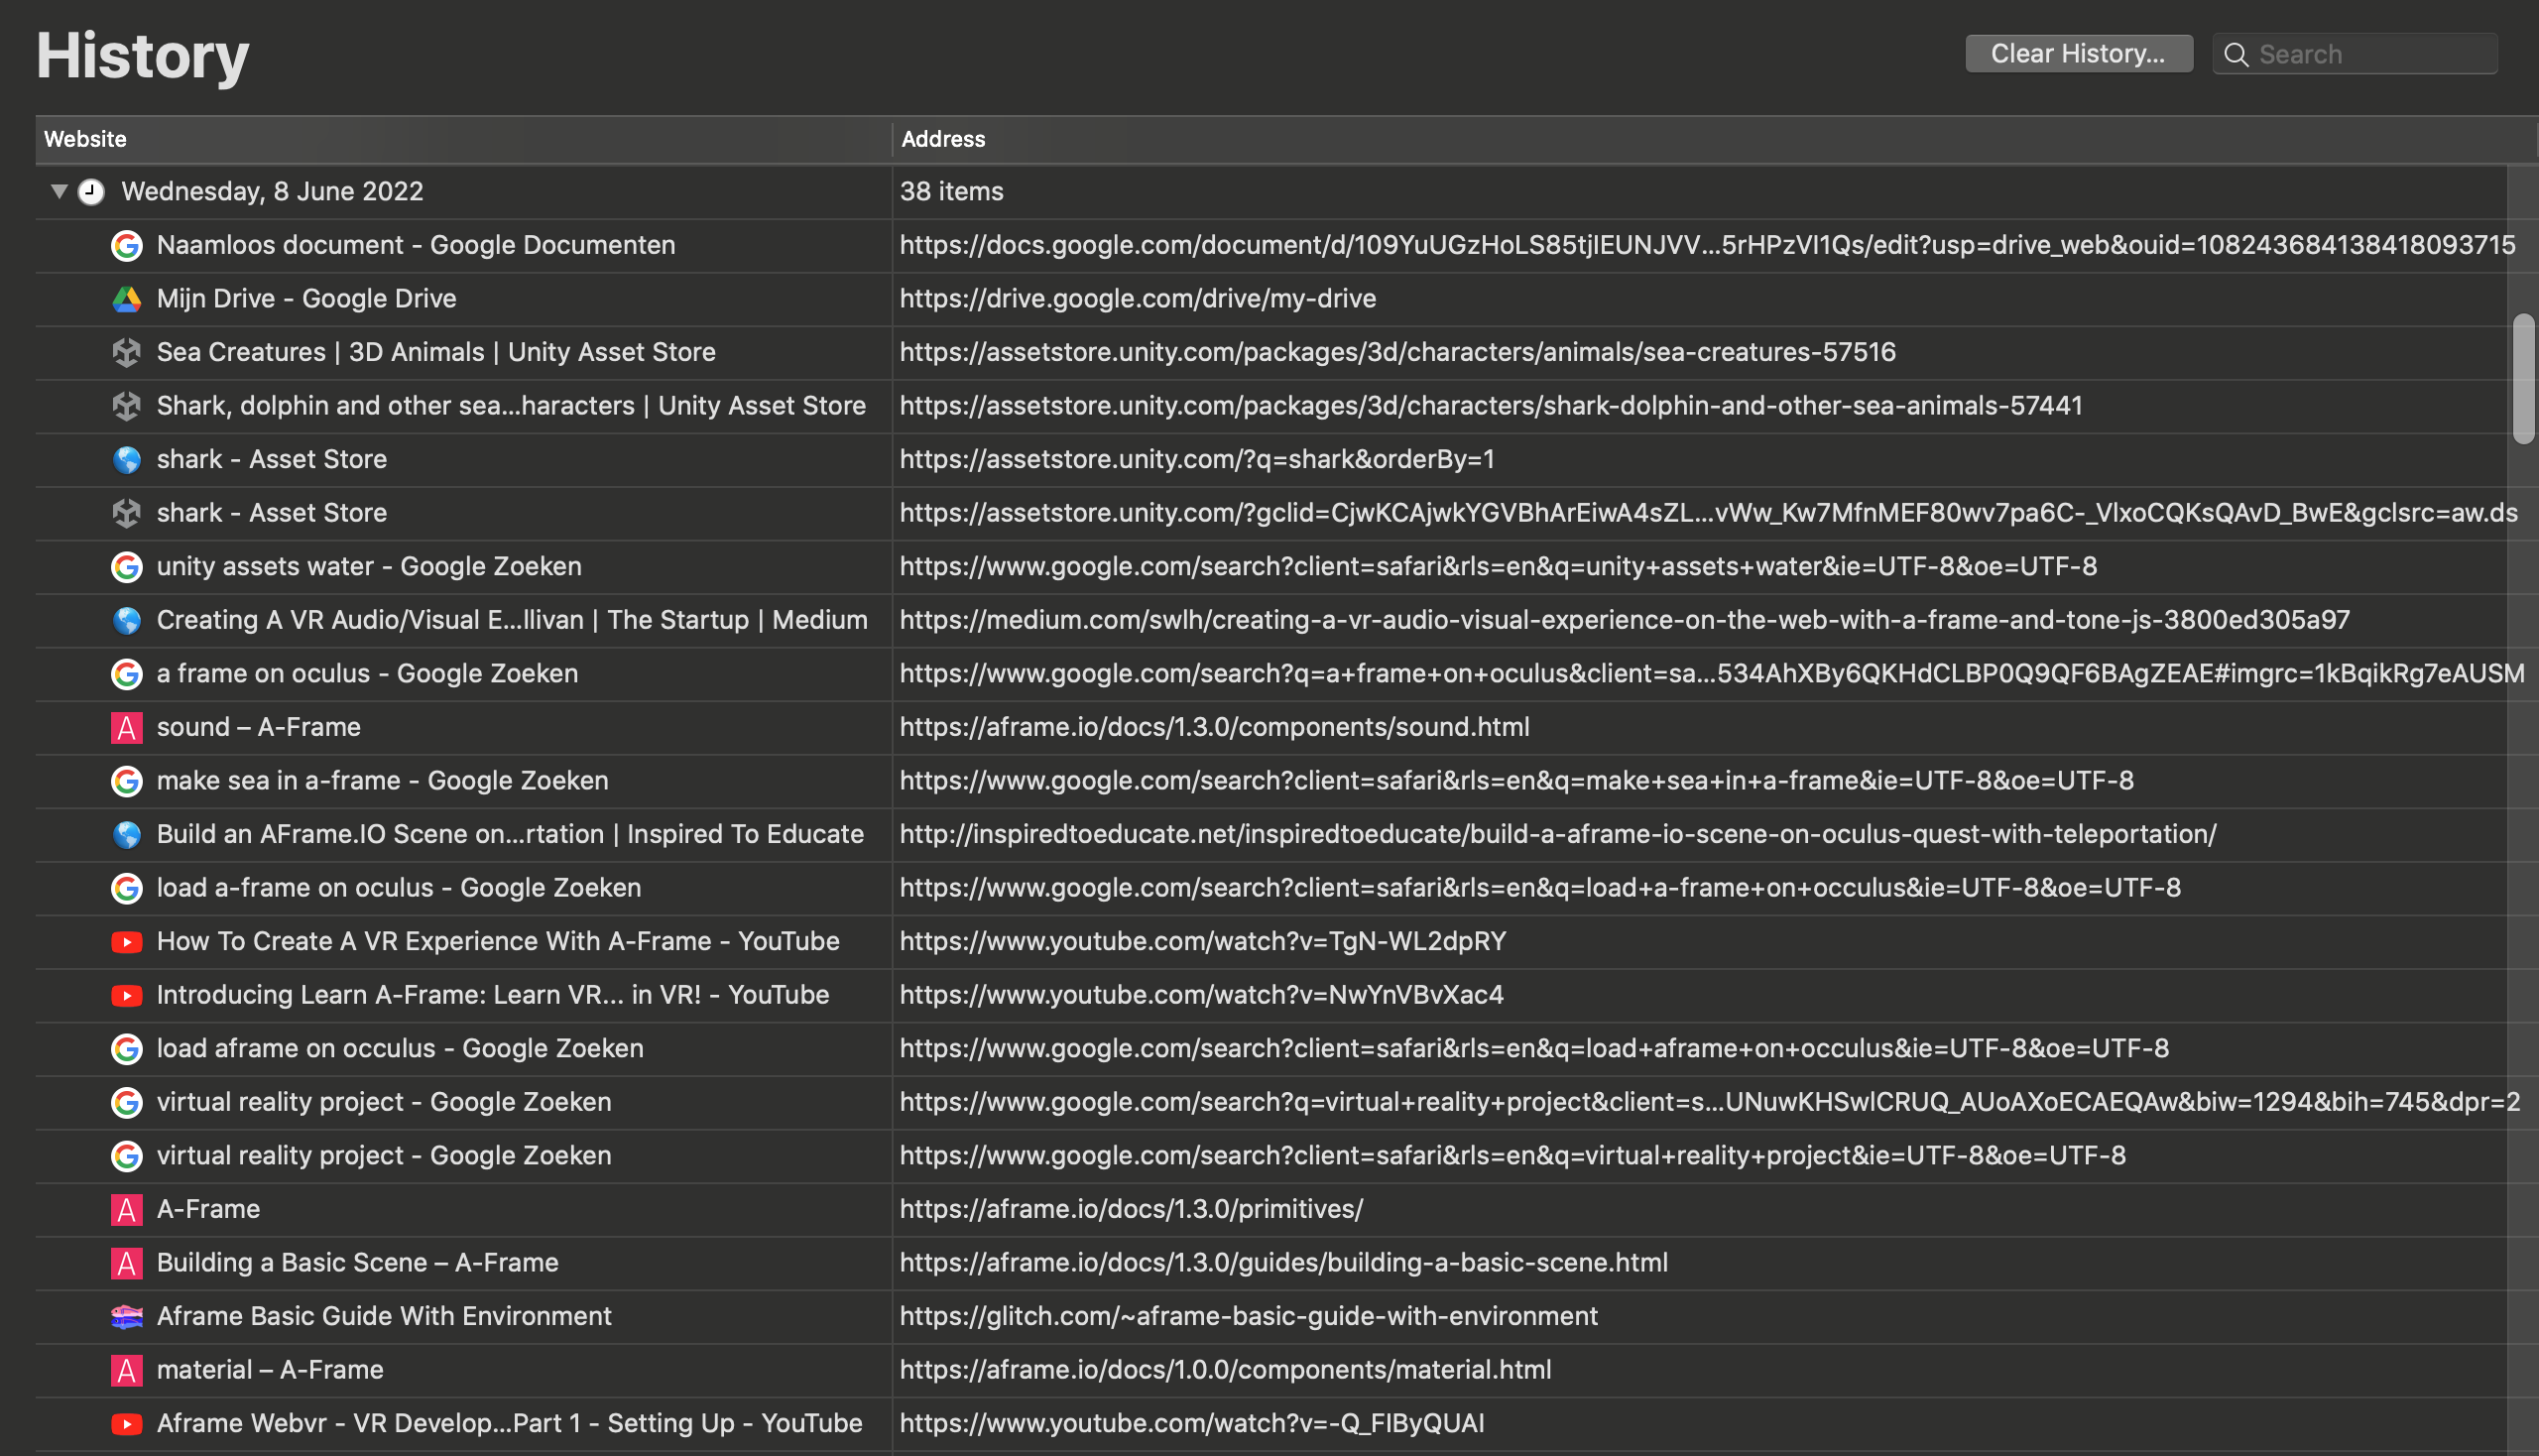 History
Clear History...
Search
Website Address
Wednesday, 8 June 2022 38 items
Naamloos document - Google Documenten https://docs.google.com/document/d/109YuUGzHoLS85tjIEUNJVV...5rHPzVI1Qs/edit?usp=drive_web&ouid=108243684138418093715
Mijn Drive - Google Drive https://drive.google.com/drive/my-drive
Sea Creatures | 3D Animals | Unity Asset Store https://assetstore.unity.com/packages/3d/characters/animals/sea-creatures-57516
Shark, dolphin and other sea...haracters | Unity Asset Store https://assetstore.unity.com/packages/3d/characters/shark-dolphin-and-other-sea-animals-57441
shark - Asset Store https://assetstore.unity.com/?q=shark&orderBy=1
shark - Asset Store https://assetstore.unity.com/?gclid=CjwKCAjwkYGVBhArEiwA4sZL...vWw_Kw7MfnMEF80wv7pa6C-_VlxoCQKsQAvD_BwE&gclsrc=aw.ds
unity assets water - Google Zoeken https://www.google.com/search?client=safari&rls=en&q=unity+assets+water&ie=UTF-8&oe=UTF-8
Creating A VR Audio/Visual E...llivan | The Startup | Medium https://medium.com/swlh/creating-a-vr-audio-visual-experience-on-the-web-with-a-frame-and-tone-js-3800ed305a97
a frame on oculus - Google Zoeken https://www.google.com/search?q=a+frame+on+oculus&client=sa...534AhXBy6QKHdCLBP0Q9QF6BAgZEAE#imgrc=1kBqikRg7eAUSM
sound – A-Frame https://aframe.io/docs/1.3.0/components/sound.html
make sea in a-frame - Google Zoeken https://www.google.com/search?client=safari&rls=en&q=make+sea+in+a-frame&ie=UTF-8&oe=UTF-8
Build an AFrame.IO Scene on...rtation | Inspired To Educate http://inspiredtoeducate.net/inspiredtoeducate/build-a-aframe-io-scene-on-oculus-quest-with-teleportation/
load a-frame on oculus - Google Zoeken https://www.google.com/search?client=safari&rls=en&q=load+a-frame+on+occulus&ie=UTF-8&oe=UTF-8
How To Create A VR Experience With A-Frame - YouTube https://www.youtube.com/watch?v=TgN-WL2dpRY
Introducing Learn A-Frame: Learn VR... in VR! - YouTube https://www.youtube.com/watch?v=NwYnVBvXac4
load aframe on occulus - Google Zoeken https://www.google.com/search?client=safari&rls=en&q=load+aframe+on+occulus&ie=UTF-8&oe=UTF-8
virtual reality project - Google Zoeken https://www.google.com/search?q=virtual+reality+project&client=s...UNuwKHSwlCRUQ_AUoAXoECAEQAw&biw=1294&bih=745&dpr=2
virtual reality project - Google Zoeken https://www.google.com/search?client=safari&rls=en&q=virtual+reality+project&ie=UTF-8&oe=UTF-8
A-Frame https://aframe.io/docs/1.3.0/primitives/
Building a Basic Scene – A-Frame https://aframe.io/docs/1.3.0/guides/building-a-basic-scene.html
Aframe Basic Guide With Environment https://glitch.com/~aframe-basic-guide-with-environment
material – A-Frame https://aframe.io/docs/1.0.0/components/material.html
Aframe Webvr - VR Develop...Part 1 - Setting Up - YouTube https://www.youtube.com/watch?v=-Q_FIByQUAI